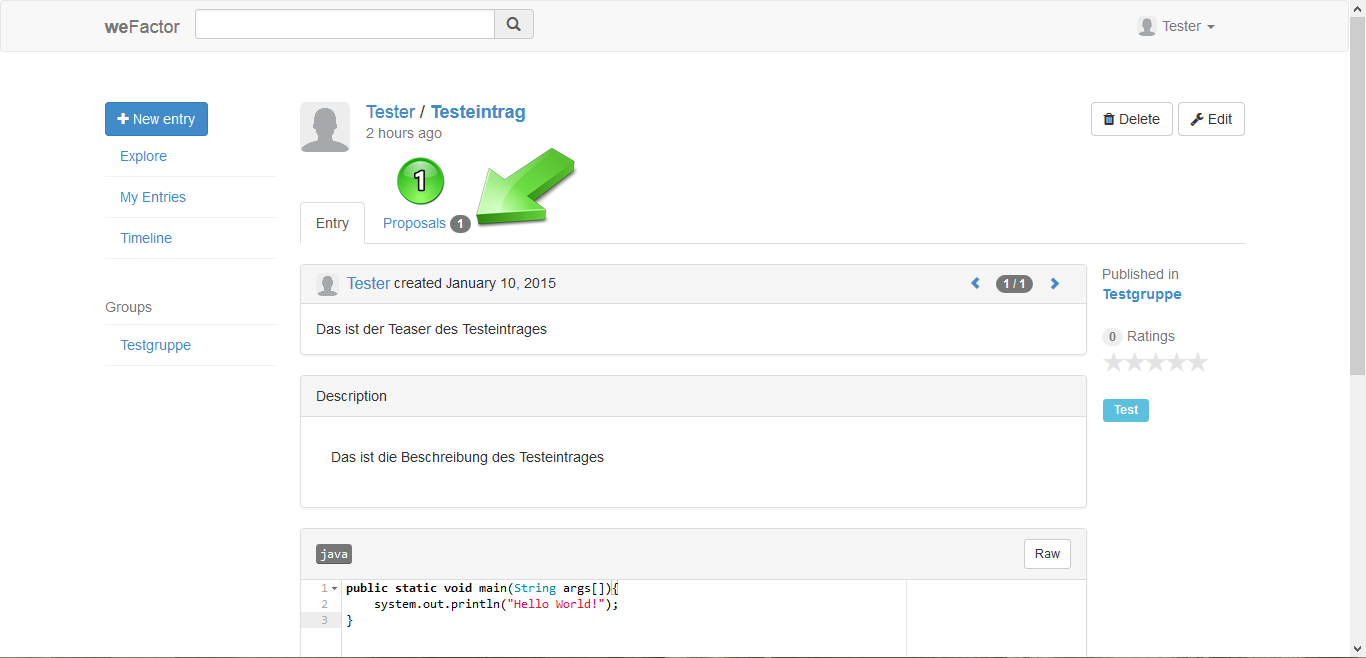 weFactor
Tester
New entry
Explore
My Entries
Timeline
Groups
Testgruppe
Tester / Testeintrag
2 hours ago
Delete
Edit
1
Entry
Proposals 1
Tester created January 10, 2015
1 / 1
Das ist der Teaser des Testeintrages
Published in
Testgruppe
0 Ratings
Test
Description
Das ist die Beschreibung des Testeintrages
java
Raw
1 public static void main(String args[]){
2 system.out.println("Hello World!");
3 }